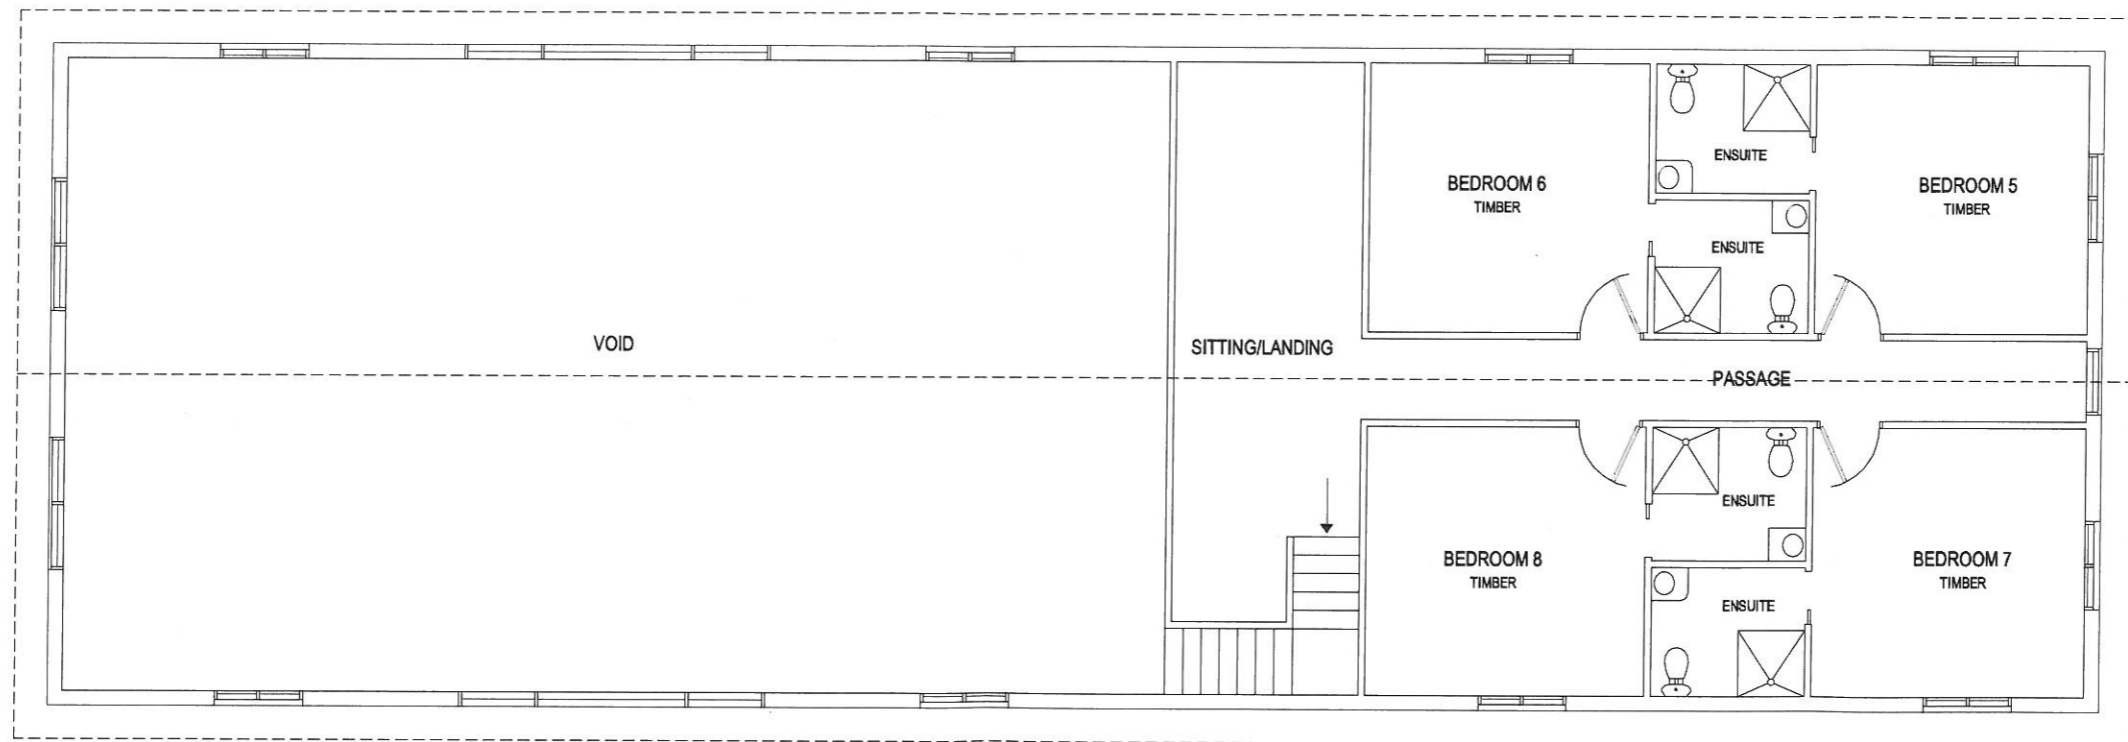 VOID
SITTING/LANDING
BEDROOM 6
TIMBER
ENSUITE
ENSUITE
BEDROOM 5
TIMBER
PASSAGE
BEDROOM 8
TIMBER
ENSUITE
ENSUITE
BEDROOM 7
TIMBER